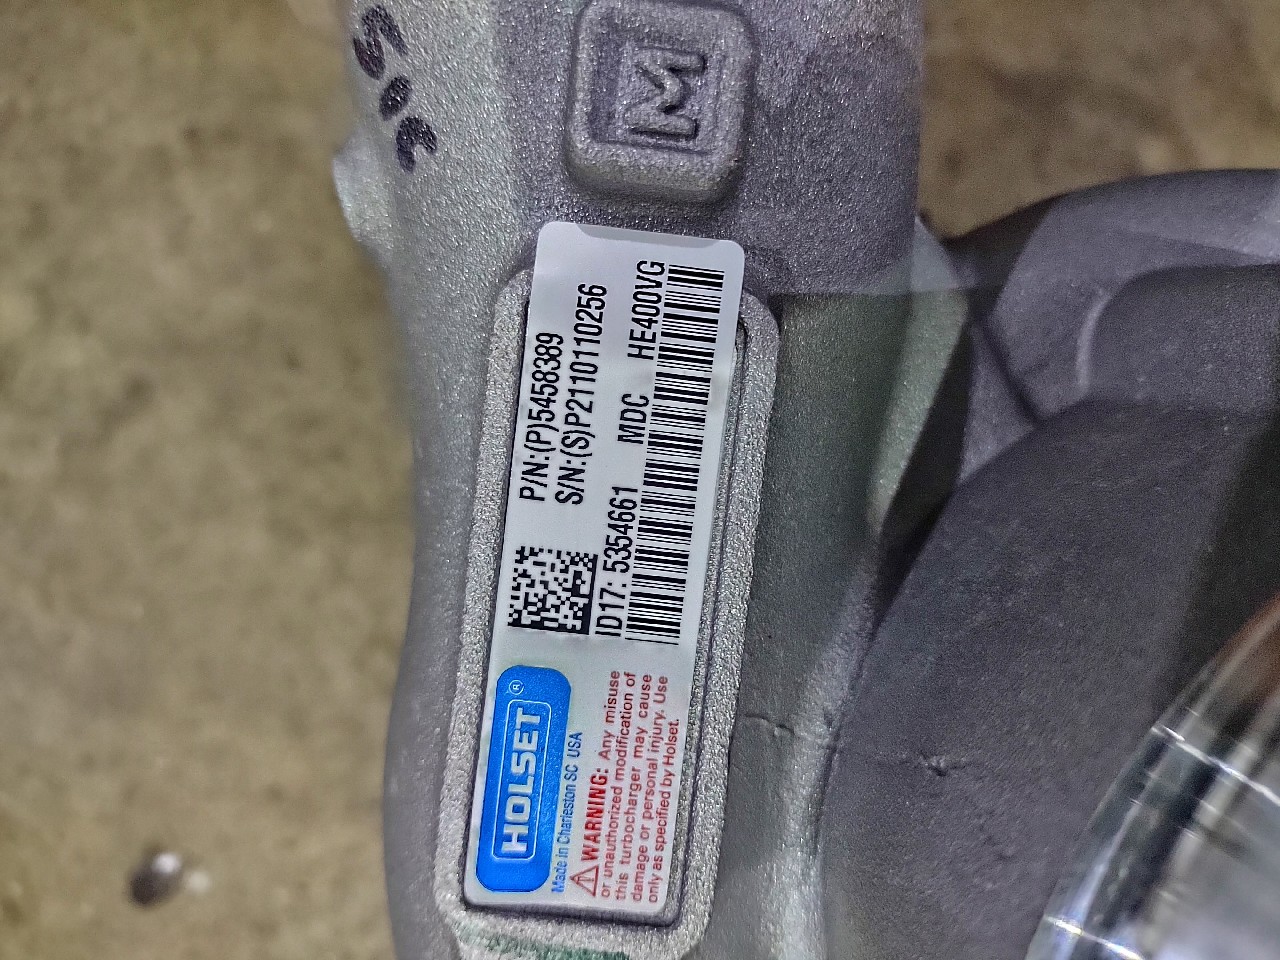 M
P/N:(P)5458389
S/N:(S)P2110110256
ID17: 5354661 MDC HE400VG
HOLSET ®
Made in Charleston SC USA
⚠WARNING: Any misuse
or unauthorized modification of
this turbocharger may cause
damage or personal injury. Use
only as specified by Holset.